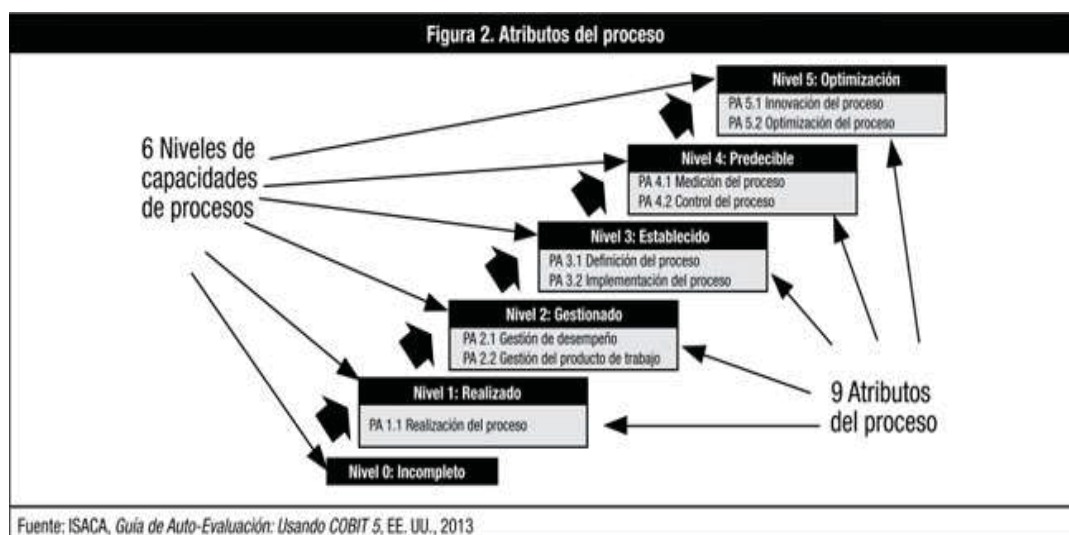 Figura 2. Atributos del proceso
6 Niveles de
capacidades
de procesos
Nivel 5: Optimización
PA 5.1 Innovación del proceso
PA 5.2 Optimización del proceso
Nivel 4: Predecible
PA 4.1 Medición del proceso
PA 4.2 Control del proceso
Nivel 3: Establecido
PA 3.1 Definición del proceso
PA 3.2 Implementación del proceso
Nivel 2: Gestionado
PA 2.1 Gestión de desempeño
PA 2.2 Gestión del producto de trabajo
Nivel 1: Realizado
PA 1.1 Realización del proceso
Nivel 0: Incompleto
9 Atributos
del proceso
Fuente: ISACA, Guía de Auto-Evaluación: Usando COBIT 5, EE. UU., 2013